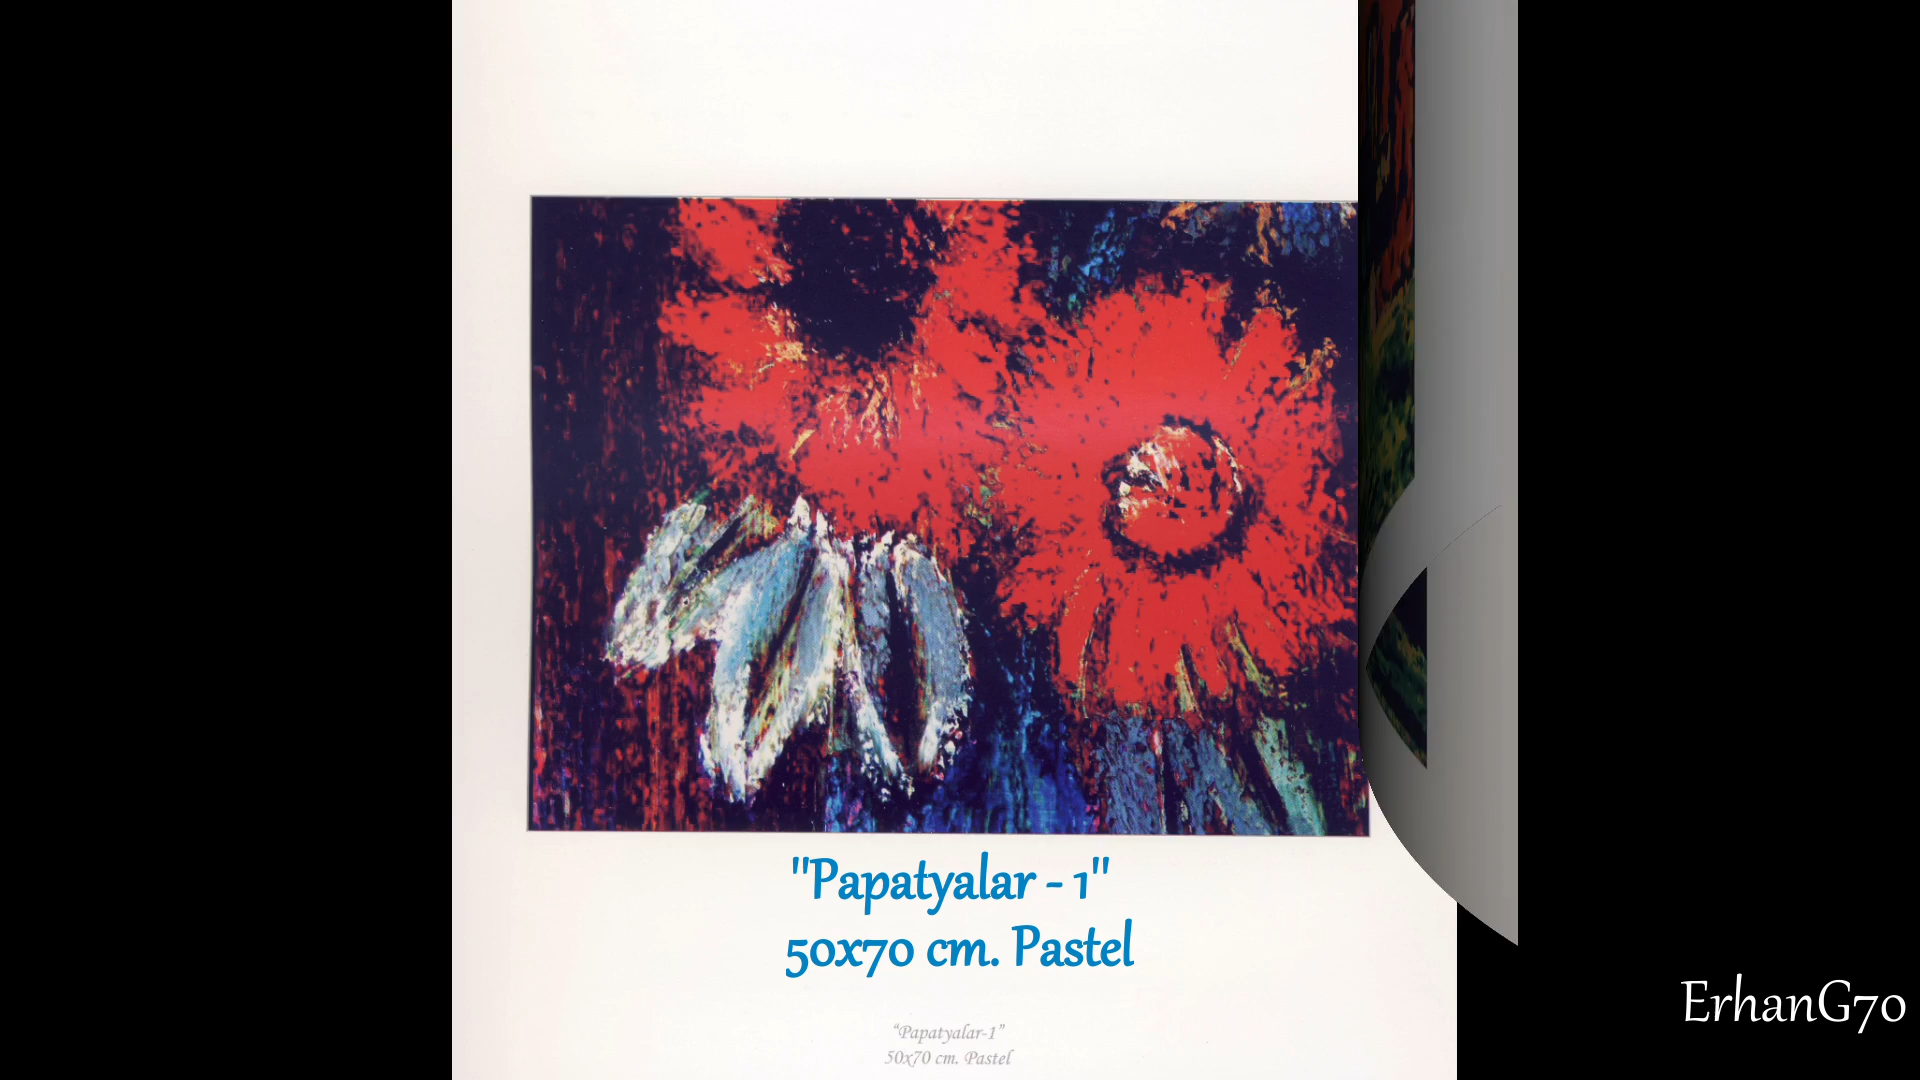 "Papatyalar - 1"
50x70 cm. Pastel
“Papatyalar-1”
50x70 cm. Pastel
ErhanG70